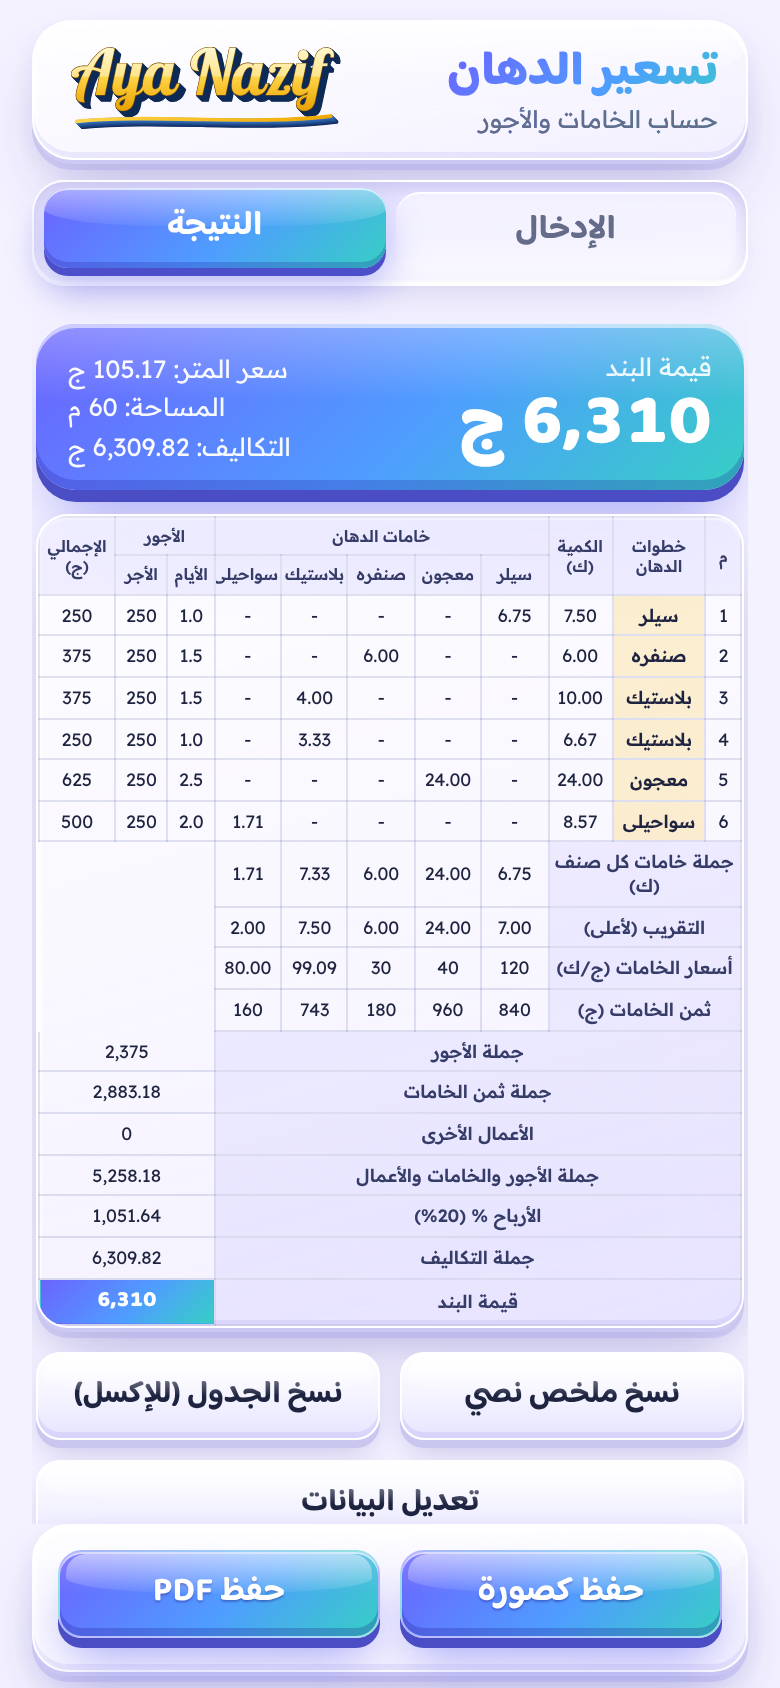 تسعير الدهان
حساب الخامات والأجور
Aya Nazif
الإدخال
النتيجة
قيمة البند
6,310 ج
سعر المتر: 105.17 ج
المساحة: 60 م
التكاليف: 6,309.82 ج
م خطوات الدهان الكمية (ك) خامات الدهان الأجور الإجمالي (ج)
سيلر معجون صنفره بلاستيك سواحيلى الأيام الأجر
1 سيلر 7.50 6.75 - - - - 1.0 250 250
2 صنفره 6.00 - - 6.00 - - 1.5 250 375
3 بلاستيك 10.00 - - - 4.00 - 1.5 250 375
4 بلاستيك 6.67 - - - 3.33 - 1.0 250 250
5 معجون 24.00 - 24.00 - - - 2.5 250 625
6 سواحيلى 8.57 - - - - 1.71 2.0 250 500
جملة خامات كل صنف (ك) 6.75 24.00 6.00 7.33 1.71
التقريب (لأعلى) 7.00 24.00 6.00 7.50 2.00
أسعار الخامات (ج/ك) 120 40 30 99.09 80.00
ثمن الخامات (ج) 840 960 180 743 160
جملة الأجور 2,375
جملة ثمن الخامات 2,883.18
الأعمال الأخرى 0
جملة الأجور والخامات والأعمال 5,258.18
الأرباح % (20%) 1,051.64
جملة التكاليف 6,309.82
قيمة البند 6,310
نسخ ملخص نصي
نسخ الجدول (للإكسل)
تعديل البيانات
حفظ كصورة
حفظ PDF